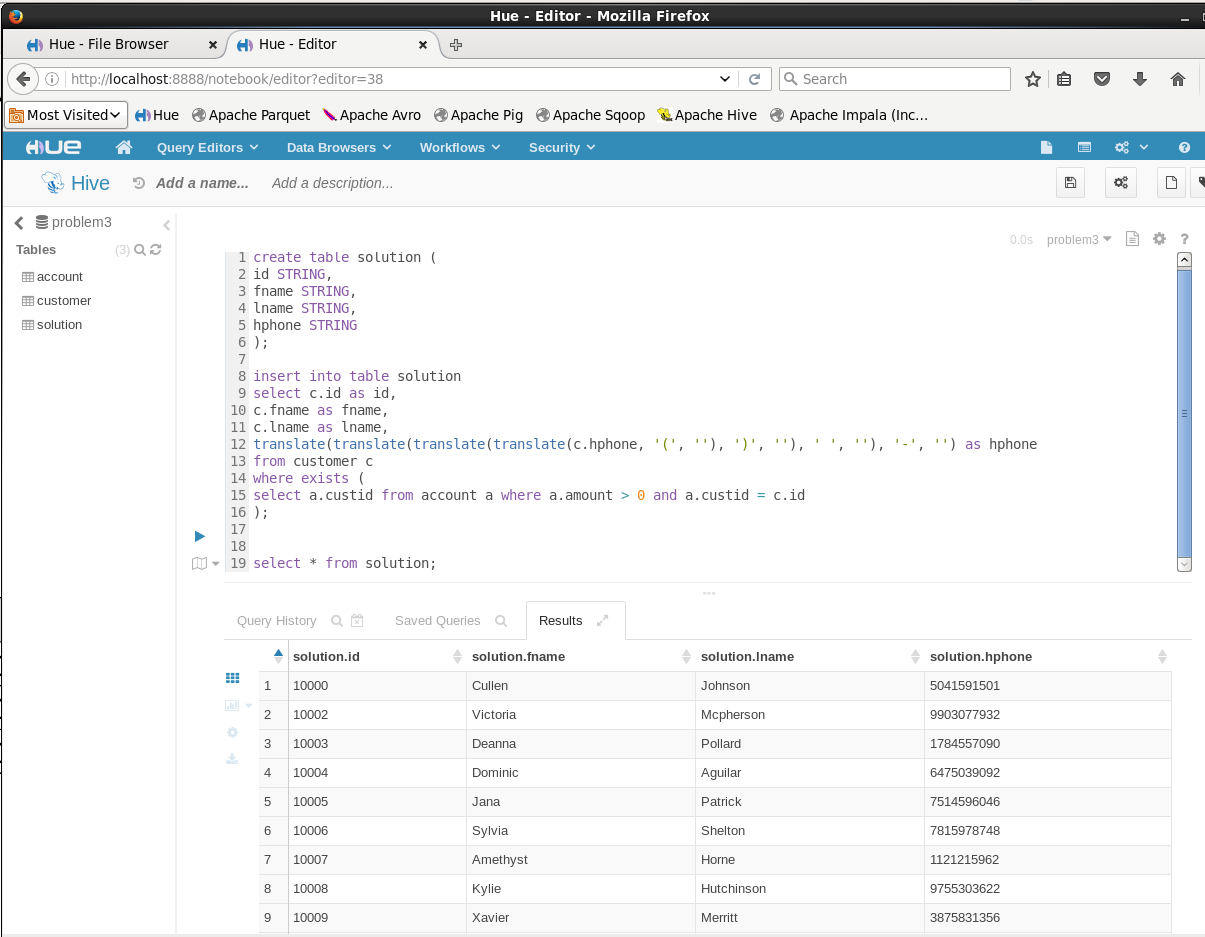 Hue - Editor - Mozilla Firefox
Hue - File Browser
Hue - Editor
http://localhost:8888/notebook/editor?editor=38
Search
Most Visited
Hue
Apache Parquet
Apache Avro
Apache Pig
Apache Sqoop
Apache Hive
Apache Impala (Inc...
HUE
Query Editors
Data Browsers
Workflows
Security
Hive
Add a name...
Add a description...
problem3
Tables
(3)
account
customer
solution
0.0s
problem3
1 create table solution (
2 id STRING,
3 fname STRING,
4 lname STRING,
5 hphone STRING
6 );
7
8 insert into table solution
9 select c.id as id,
10 c.fname as fname,
11 c.lname as lname,
12 translate(translate(translate(translate(c.hphone, '(', ''), ')', ''), ' ', ''), '-', '') as hphone
13 from customer c
14 where exists (
15 select a.custid from account a where a.amount > 0 and a.custid = c.id
16 );
17
18
19 select * from solution;
Query History
Saved Queries
Results
solution.id solution.fname solution.lname solution.hphone
1 10000 Cullen Johnson 5041591501
2 10002 Victoria Mcpherson 9903077932
3 10003 Deanna Pollard 1784557090
4 10004 Dominic Aguilar 6475039092
5 10005 Jana Patrick 7514596046
6 10006 Sylvia Shelton 7815978748
7 10007 Amethyst Horne 1121215962
8 10008 Kylie Hutchinson 9755303622
9 10009 Xavier Merritt 3875831356